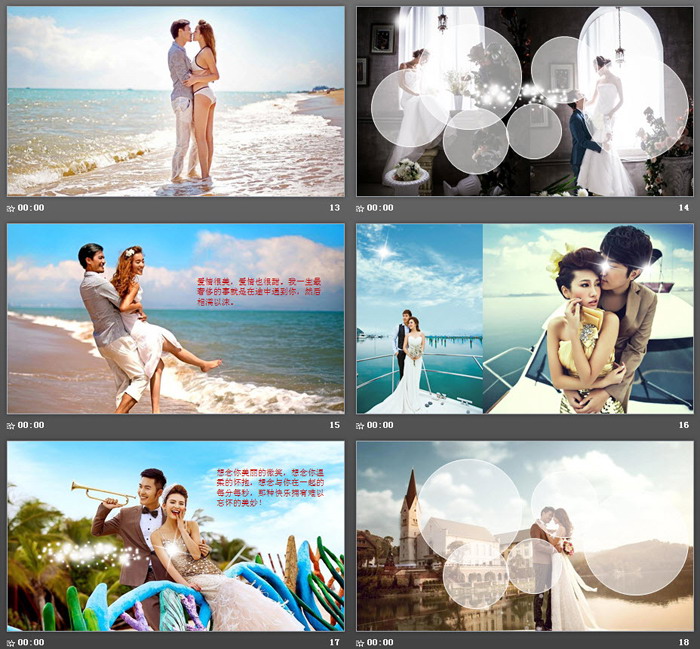 00:00 13
00:00 14
爱情很美，爱情也很甜。我一生最
奢侈的事就是在途中遇到你，然后
相濡以沫。
00:00 15
00:00 16
想念你美丽的微笑，想念你温
柔的怀抱，想念与你在一起的
每分每秒，那种快乐拥有难以
忘怀的美妙！
00:00 17
00:00 18